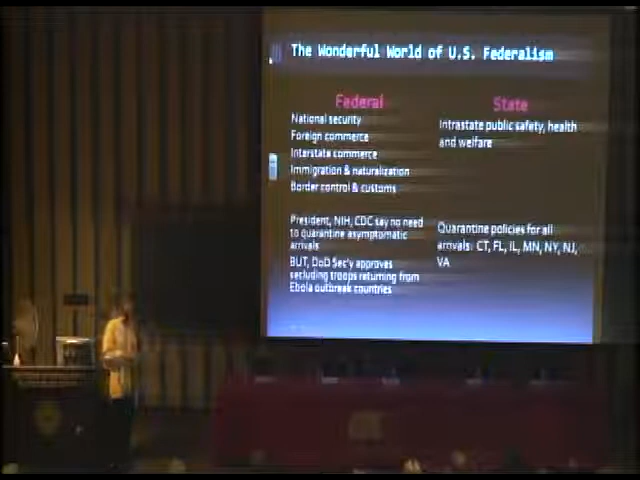 The Wonderful World of U.S. Federalism
Federal
National security
Foreign commerce
Interstate commerce
Immigration & naturalization
Border control & customs
President, NIH, CDC say no need
to quarantine asymptomatic
arrivals
BUT, DoD Sec'y approves
secluding troops returning from
Ebola outbreak countries
State
Intrastate public safety, health
and welfare
Quarantine policies for all
arrivals: CT, FL, IL, MN, NY, NJ,
VA